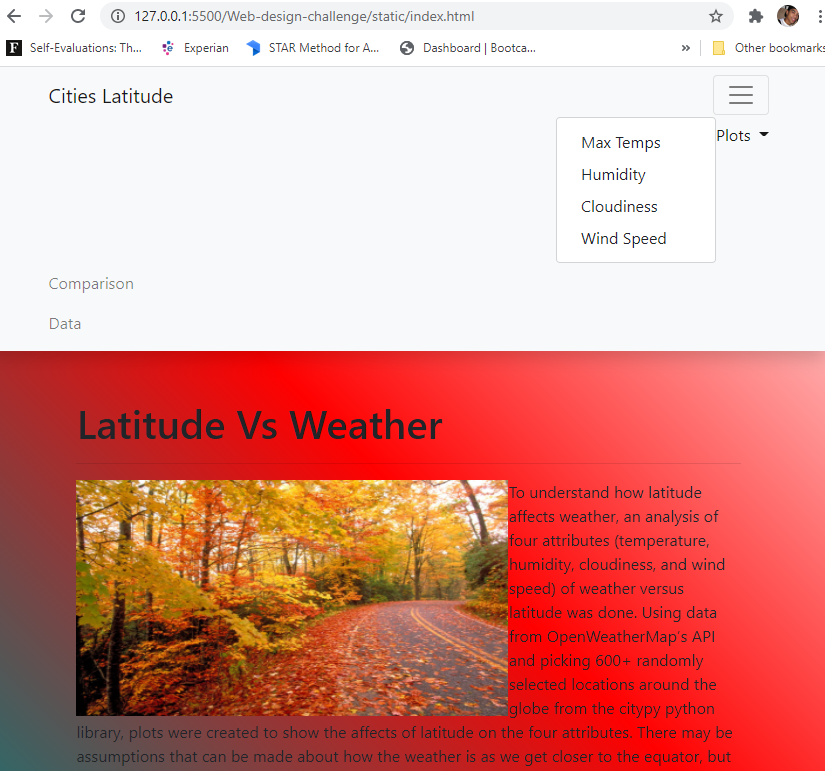 127.0.0.1:5500/Web-design-challenge/static/index.html
F Self-Evaluations: Th... Experian STAR Method for A... Dashboard | Bootca... » Other bookmarks
Cities Latitude
Plots
Max Temps
Humidity
Cloudiness
Wind Speed
Comparison
Data
Latitude Vs Weather
To understand how latitude
affects weather, an analysis of
four attributes (temperature,
humidity, cloudiness, and wind
speed) of weather versus
latitude was done. Using data
from OpenWeatherMap's API
and picking 600+ randomly
selected locations around the
globe from the citypy python
library, plots were created to show the affects of latitude on the four attributes. There may be
assumptions that can be made about how the weather is as we get closer to the equator, but